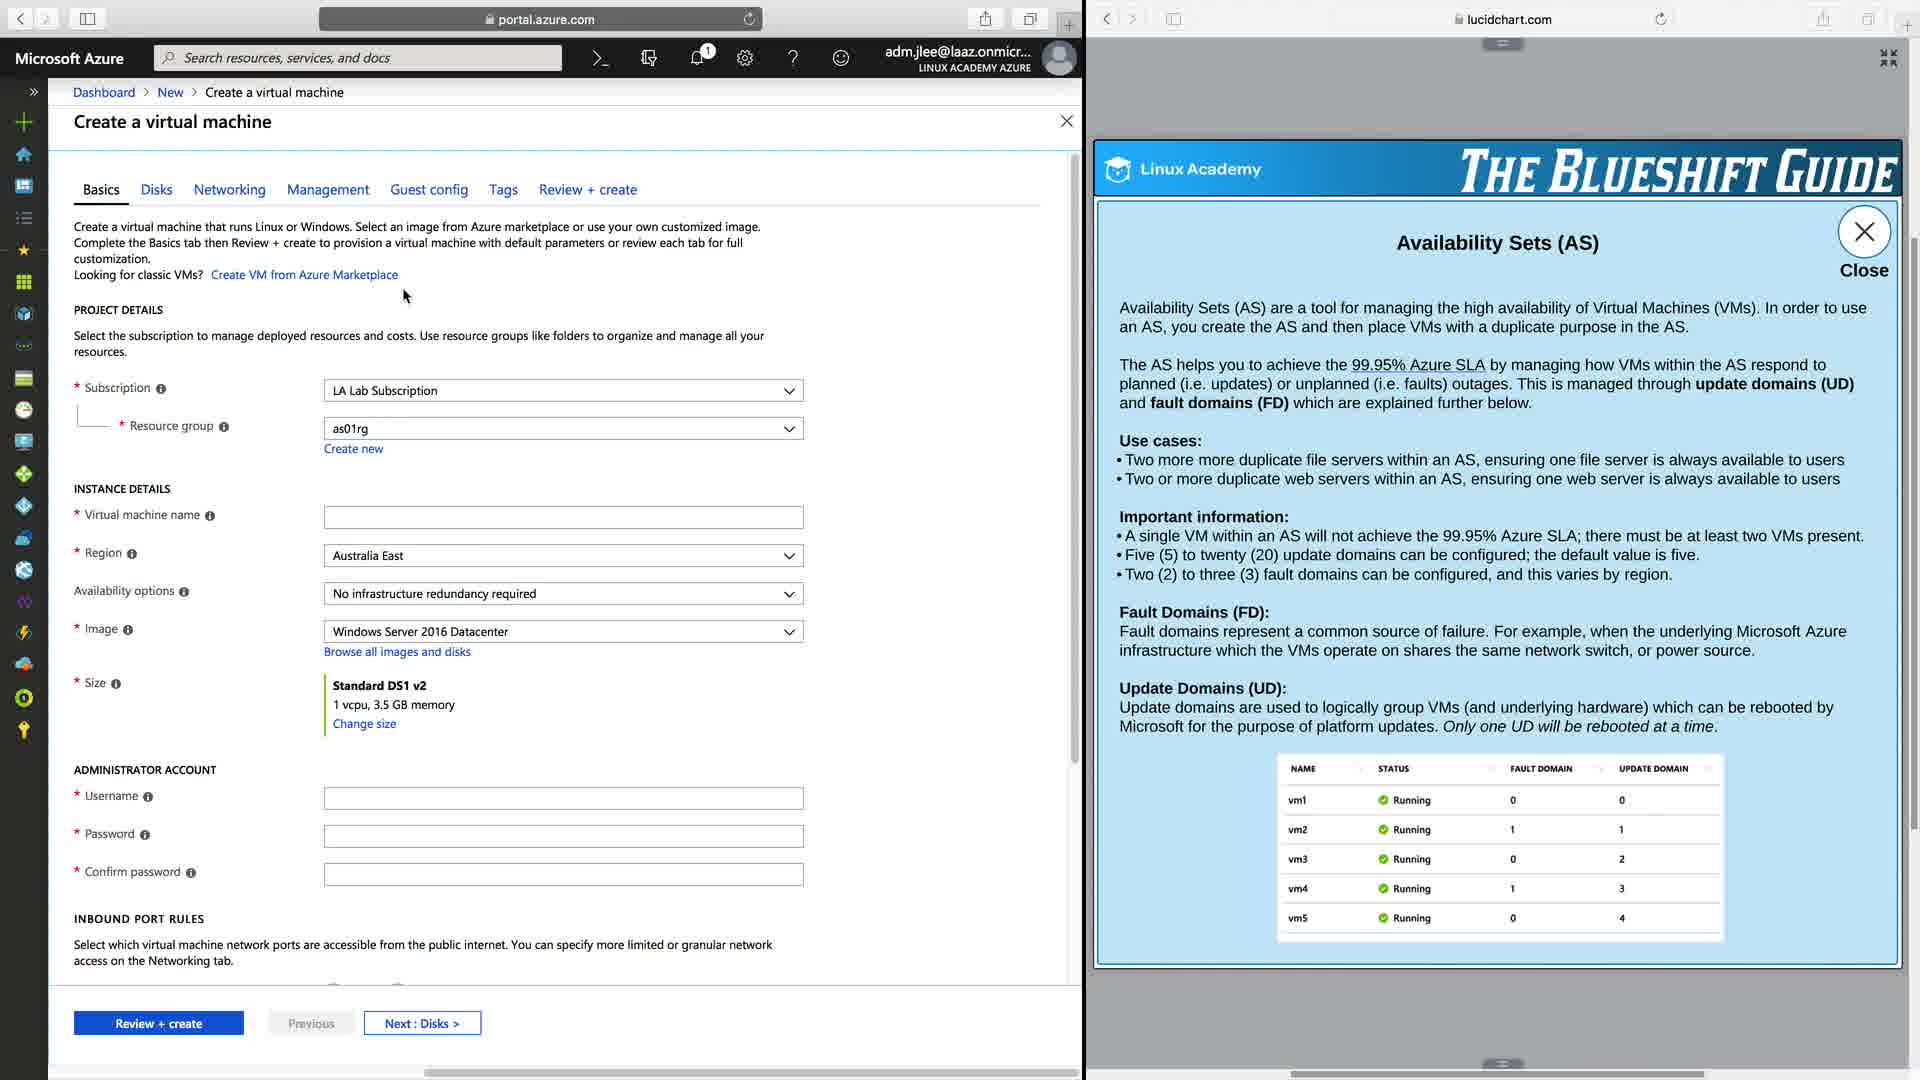 portal.azure.com
Microsoft Azure
Search resources, services, and docs
1
adm.jlee@laaz.onmicr...
LINUX ACADEMY AZURE
Dashboard > New > Create a virtual machine
Create a virtual machine
Basics Disks Networking Management Guest config Tags Review + create
Create a virtual machine that runs Linux or Windows. Select an image from Azure marketplace or use your own customized image.
Complete the Basics tab then Review + create to provision a virtual machine with default parameters or review each tab for full
customization.
Looking for classic VMs? Create VM from Azure Marketplace
PROJECT DETAILS
Select the subscription to manage deployed resources and costs. Use resource groups like folders to organize and manage all your
resources.
* Subscription
LA Lab Subscription
* Resource group
as01rg
Create new
INSTANCE DETAILS
* Virtual machine name
* Region
Australia East
Availability options
No infrastructure redundancy required
* Image
Windows Server 2016 Datacenter
Browse all images and disks
* Size
Standard DS1 v2
1 vcpu, 3.5 GB memory
Change size
ADMINISTRATOR ACCOUNT
* Username
* Password
* Confirm password
INBOUND PORT RULES
Select which virtual machine network ports are accessible from the public internet. You can specify more limited or granular network
access on the Networking tab.
Review + create Previous Next : Disks >
lucidchart.com
Linux Academy
THE BLUESHIFT GUIDE
Availability Sets (AS)
Close
Availability Sets (AS) are a tool for managing the high availability of Virtual Machines (VMs). In order to use
an AS, you create the AS and then place VMs with a duplicate purpose in the AS.
The AS helps you to achieve the 99.95% Azure SLA by managing how VMs within the AS respond to
planned (i.e. updates) or unplanned (i.e. faults) outages. This is managed through update domains (UD)
and fault domains (FD) which are explained further below.
Use cases:
• Two more more duplicate file servers within an AS, ensuring one file server is always available to users
• Two or more duplicate web servers within an AS, ensuring one web server is always available to users
Important information:
• A single VM within an AS will not achieve the 99.95% Azure SLA; there must be at least two VMs present.
• Five (5) to twenty (20) update domains can be configured; the default value is five.
• Two (2) to three (3) fault domains can be configured, and this varies by region.
Fault Domains (FD):
Fault domains represent a common source of failure. For example, when the underlying Microsoft Azure
infrastructure which the VMs operate on shares the same network switch, or power source.
Update Domains (UD):
Update domains are used to logically group VMs (and underlying hardware) which can be rebooted by
Microsoft for the purpose of platform updates. Only one UD will be rebooted at a time.
NAME STATUS FAULT DOMAIN UPDATE DOMAIN
vm1 Running 0 0
vm2 Running 1 1
vm3 Running 0 2
vm4 Running 1 3
vm5 Running 0 4